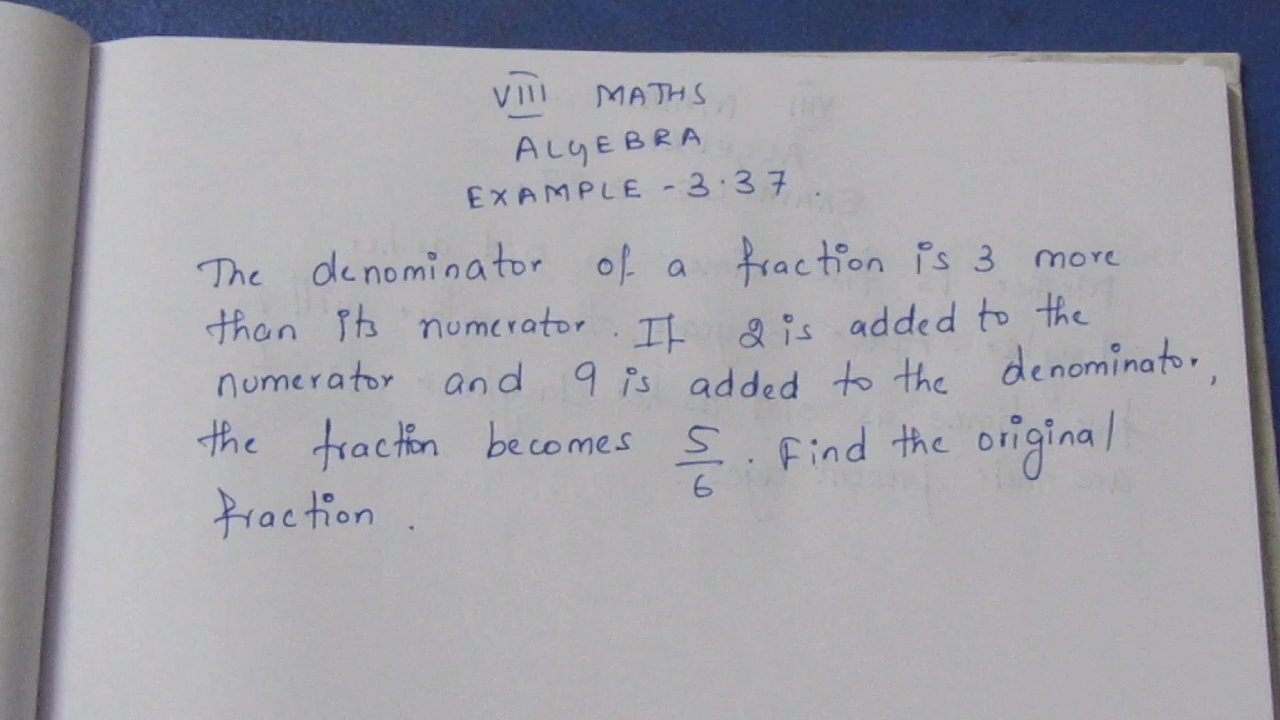 VIII MATHS
ALGEBRA
EXAMPLE - 3.37.
The denominator of a fraction is 3 more
than its numerator. If 2 is added to the
numerator and 9 is added to the denominator,
the fraction becomes 5/6. Find the original
fraction.